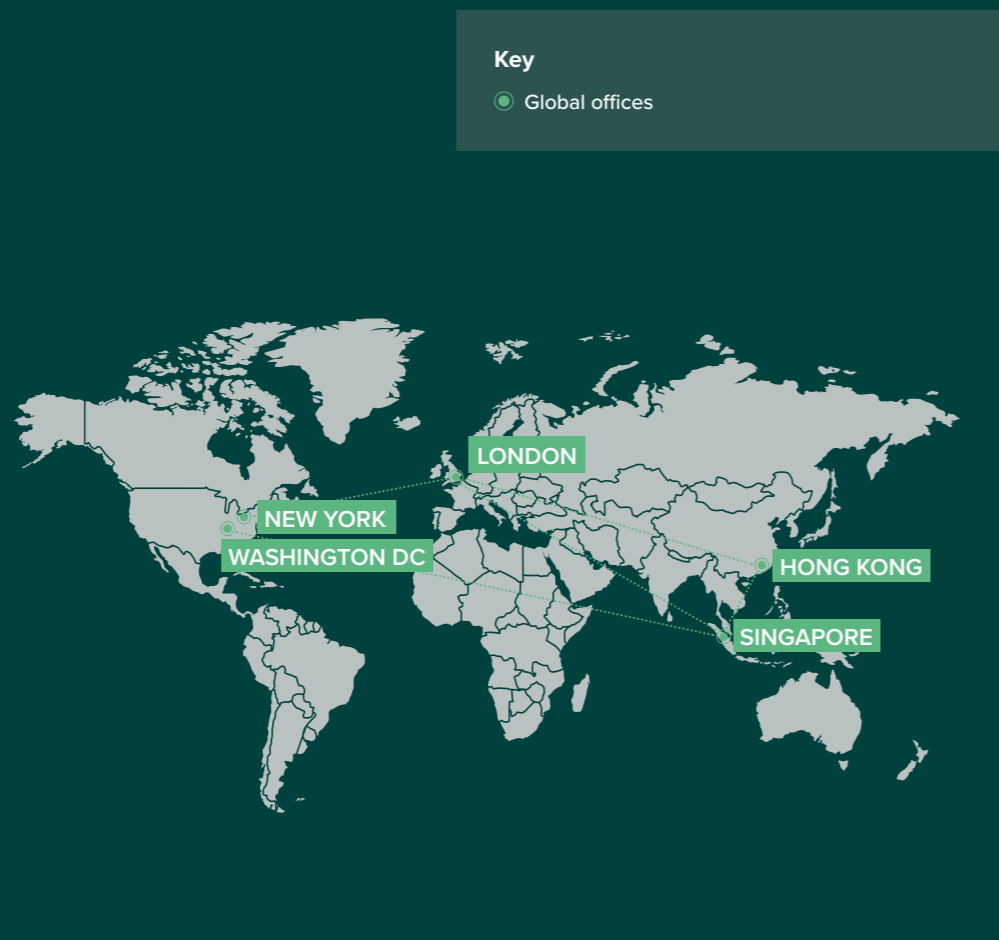 Key
Global offices
LONDON
NEW YORK
WASHINGTON DC
HONG KONG
SINGAPORE